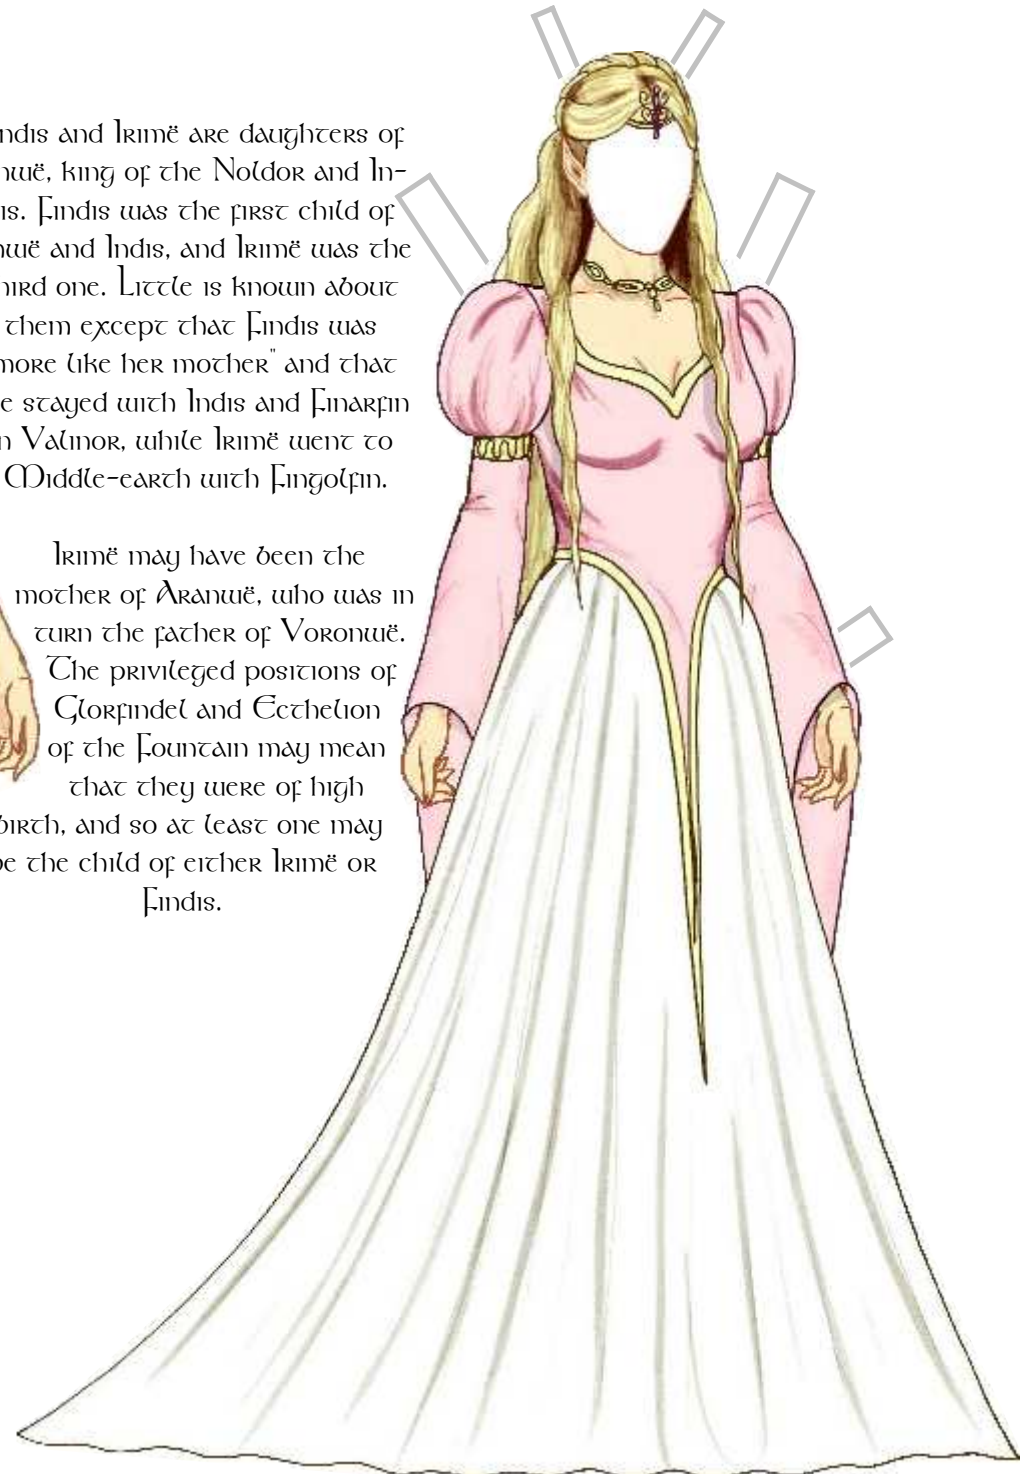 ndis and Irimë are daughters of
nwë, king of the Noldor and In-
is. Findis was the first child of
nwë and Indis, and Irimë was the
hird one. Little is known about
them except that Findis was
more like her mother" and that
e stayed with Indis and Finarfin
n Valinor, while Irimë went to
Middle-earth with Fingolfin.
Irimë may have been the
mother of Aranwë, who was in
turn the father of Voronwë.
The privileged positions of
Glorfindel and Ecthelion
of the Fountain may mean
that they were of high
birth, and so at least one may
be the child of either Irimë or
Findis.